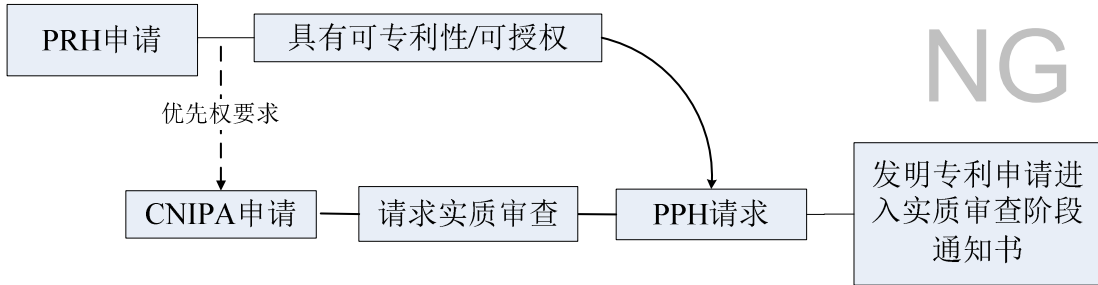 PRH申请
具有可专利性/可授权
NG
优先权要求
CNIPA申请
请求实质审查
PPH请求
发明专利申请进
入实质审查阶段
通知书